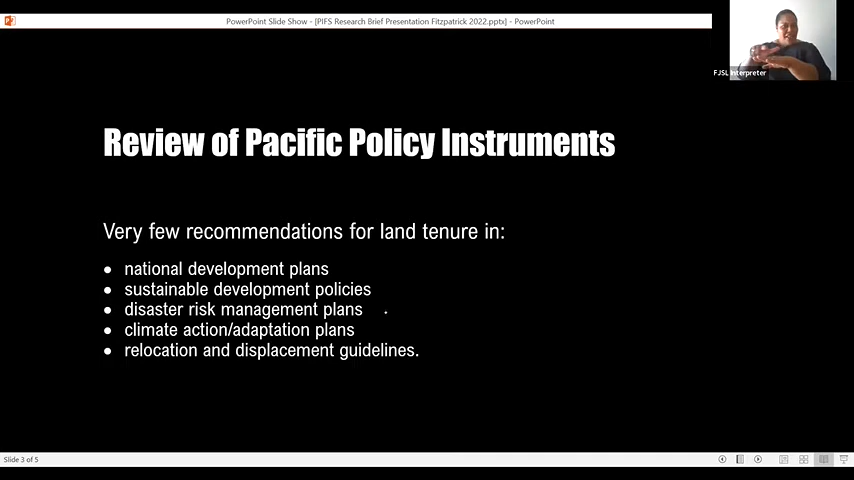 PowerPoint Slide Show - [PIFS Research Brief Presentation Fitzpatrick 2022.pptx] - PowerPoint
FJSL Interpreter
Review of Pacific Policy Instruments
Very few recommendations for land tenure in:
• national development plans
• sustainable development policies
• disaster risk management plans
• climate action/adaptation plans
• relocation and displacement guidelines.
Slide 3 of 5